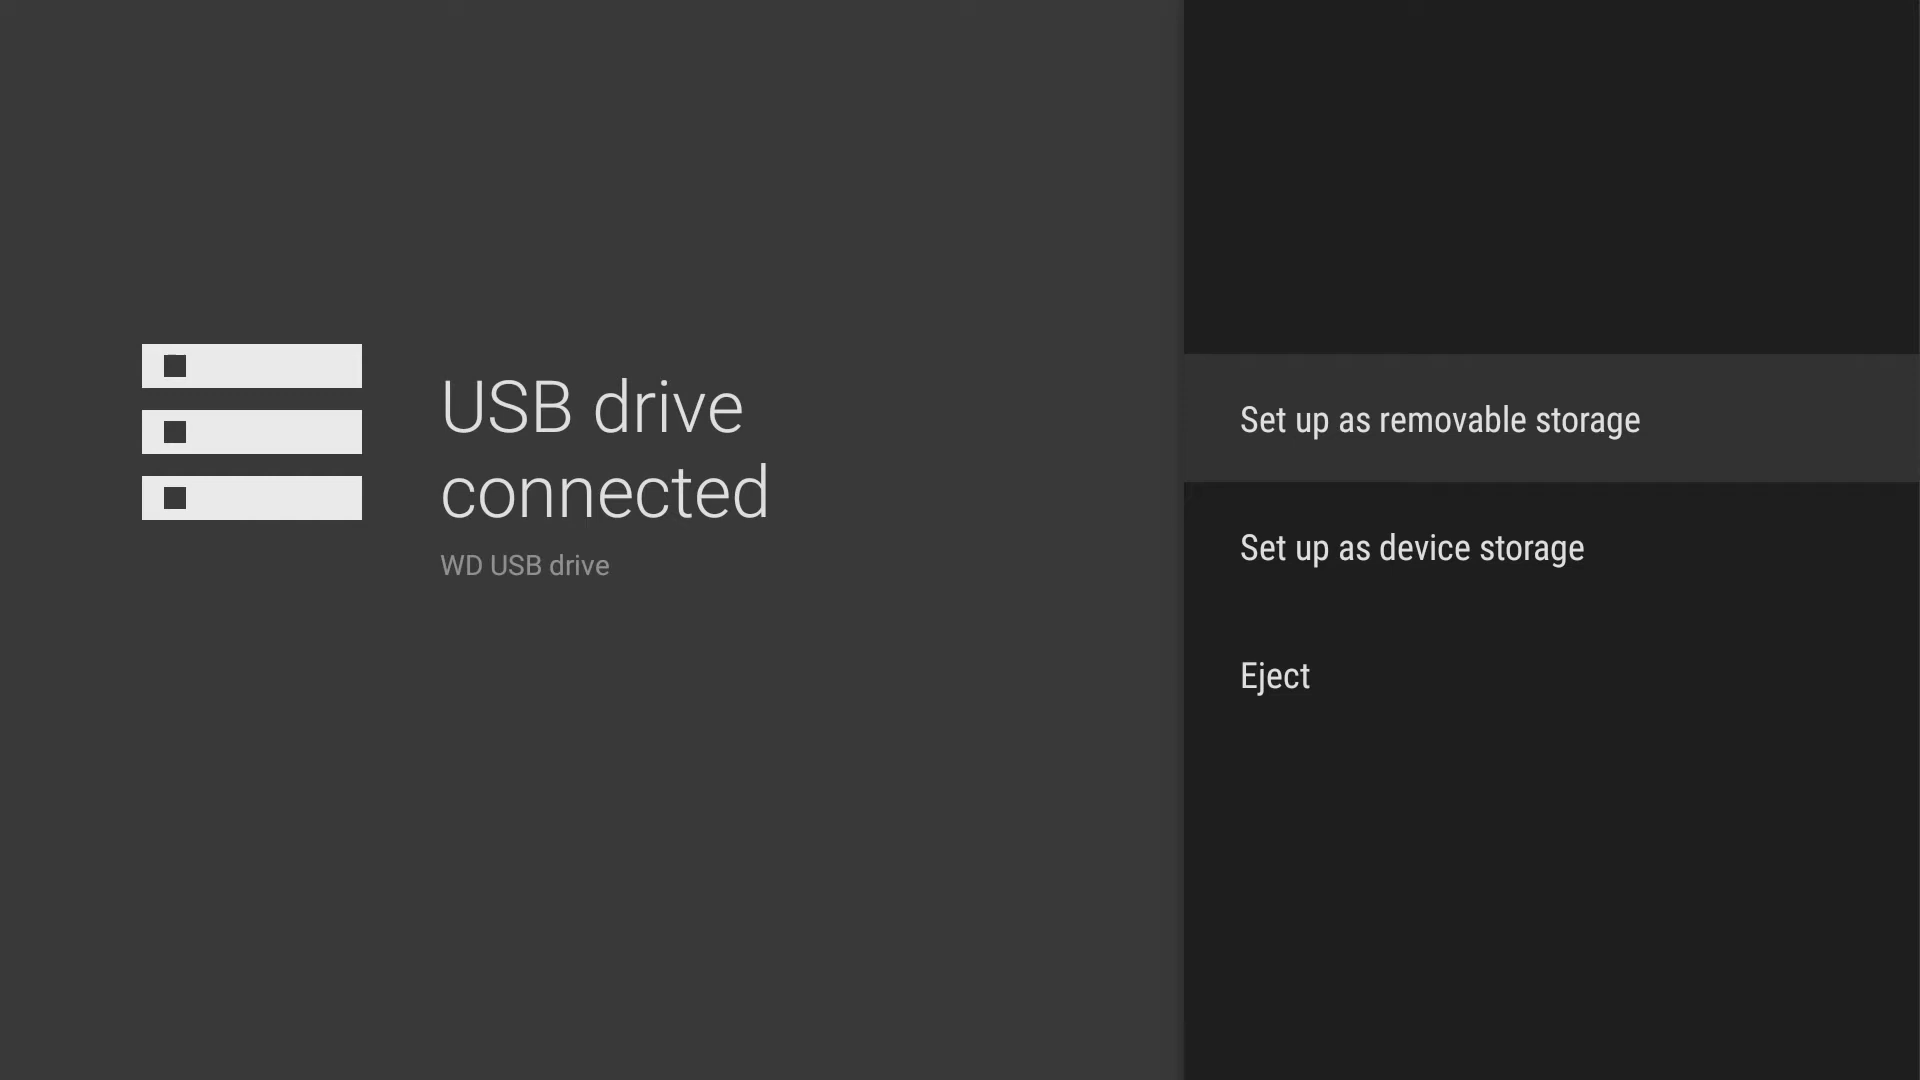 USB drive
connected
WD USB drive
Set up as removable storage
Set up as device storage
Eject